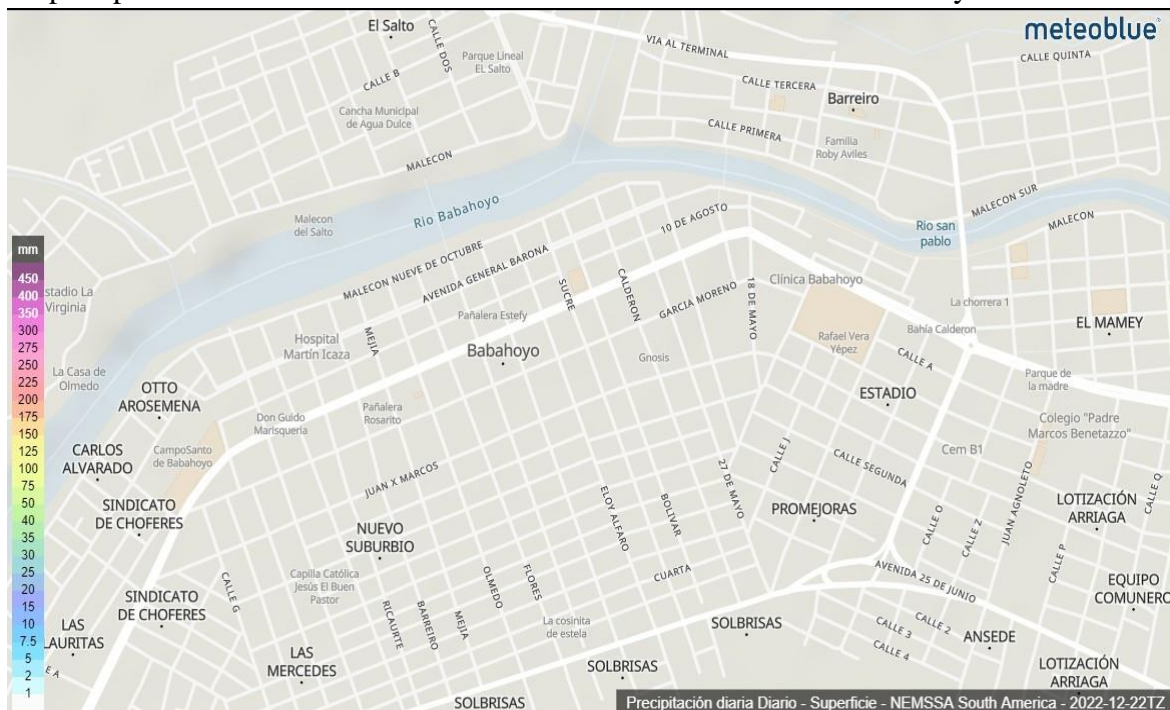 meteoblue
El Salto
CALLE DOS
VIA AL TERMINAL
CALLE QUINTA
Parque Lineal
EL Salto
CALLE B
CALLE TERCERA
Barreiro
Cancha Municipal
de Agua Dulce
CALLE PRIMERA
Familia
Roby Aviles
MALECON
MALECON SUR
Rio Babahoyo
Malecon
del Salto
10 DE AGOSTO
Rio san
pablo
MALECON
mm
450
400
350
300
275
250
225
200
175
150
125
100
75
50
40
35
30
25
20
15
10
7.5
5
2
1
MALECON NUEVE DE OCTUBRE
AVENIDA GENERAL BARONA
SUCRE
CALDERON
GARCIA MORENO
18 DE MAYO
Clínica Babahoyo
stadio La
Virginia
La chorrera 1
Pañalera Estefy
MEJIA
Hospital
Martín Icaza
Babahoyo
Gnosis
Rafael Vera
Yépez
Bahía Calderon
EL MAMEY
CALLE A
La Casa de
Olmedo
OTTO
AROSEMENA
Parque de
la madre
ESTADIO
Don Guido
Marisqueria
Pañalera
Rosarito
Colegio "Padre
Marcos Benetazzo"
CARLOS
ALVARADO
CampoSanto
de Babahoyo
CALLE J
Cem B1
JUAN X MARCOS
CALLE SEGUNDA
27 DE MAYO
JUAN AGNOLETO
CALLE Q
SINDICATO
DE CHOFERES
ELOY ALFARO
BOLIVAR
PROMEJORAS
CALLE O
CALLE Z
LOTIZACIÓN
ARRIAGA
NUEVO
SUBURBIO
CALLE P
CALLE G
Capilla Católica
Jesús El Buen
Pastor
OLMEDO
FLORES
CUARTA
AVENIDA 25 DE JUNIO
EQUIPO
COMUNERO
SINDICATO
DE CHOFERES
RICAURTE
BARREIRO
MEJIA
La cosinita
de estela
SOLBRISAS
CALLE 3
CALLE 2
CALLE 4
ANSEDE
LAS
LAURITAS
E A
LAS
MERCEDES
SOLBRISAS
LOTIZACIÓN
ARRIAGA
SOLBRISAS
Precipitación diaria Diario - Superficie - NEMSSA South America - 2022-12-22TZ